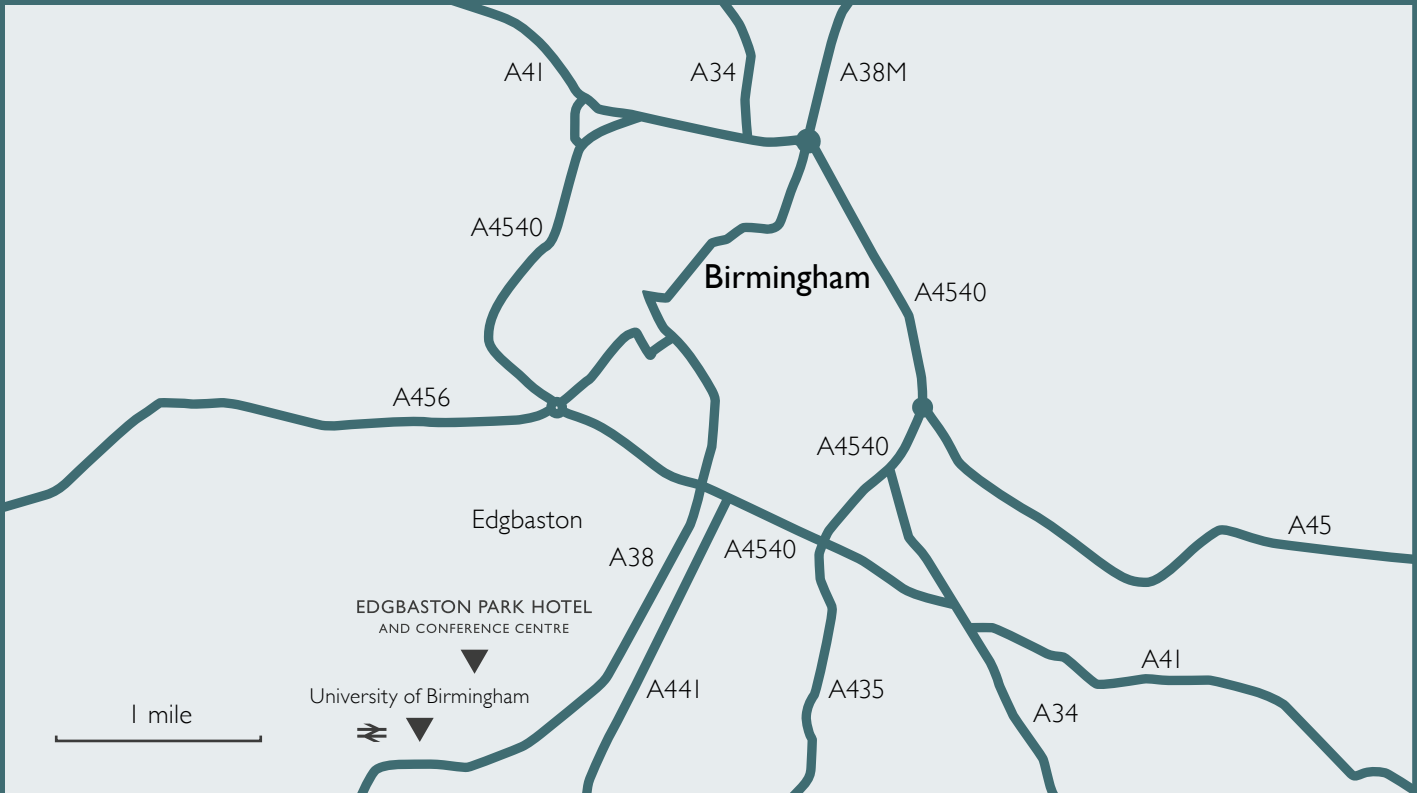 A41
A34
A38M
A4540
Birmingham
A4540
A456
A4540
Edgbaston
A45
A38
A4540
EDGBASTON PARK HOTEL
AND CONFERENCE CENTRE
A41
University of Birmingham
A441
A435
1 mile
A34